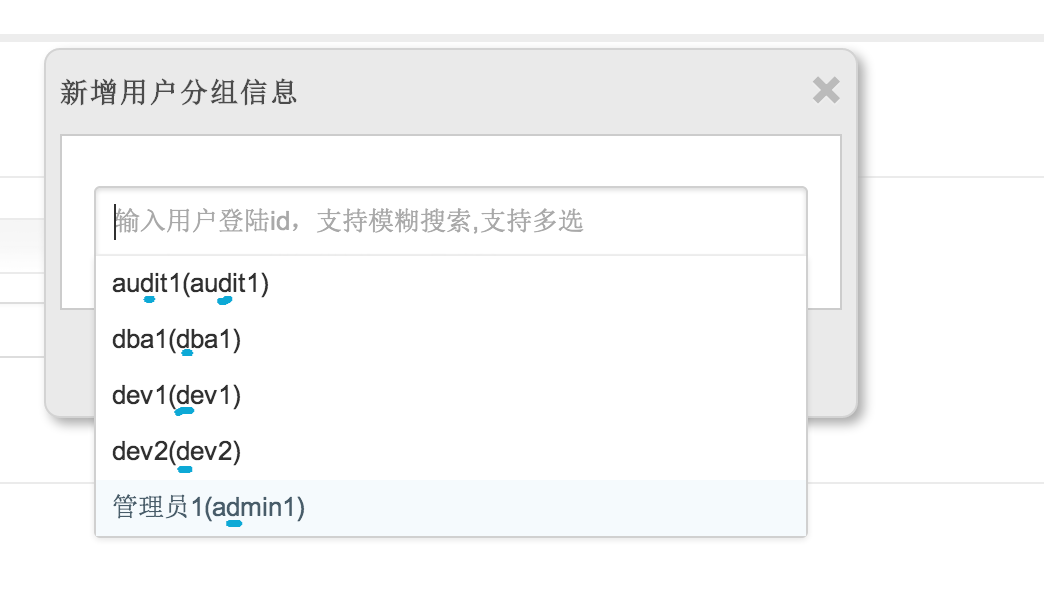 新增用户分组信息
输入用户登陆id，支持模糊搜索,支持多选
audit1(audit1)
dba1(dba1)
dev1(dev1)
dev2(dev2)
管理员1(admin1)